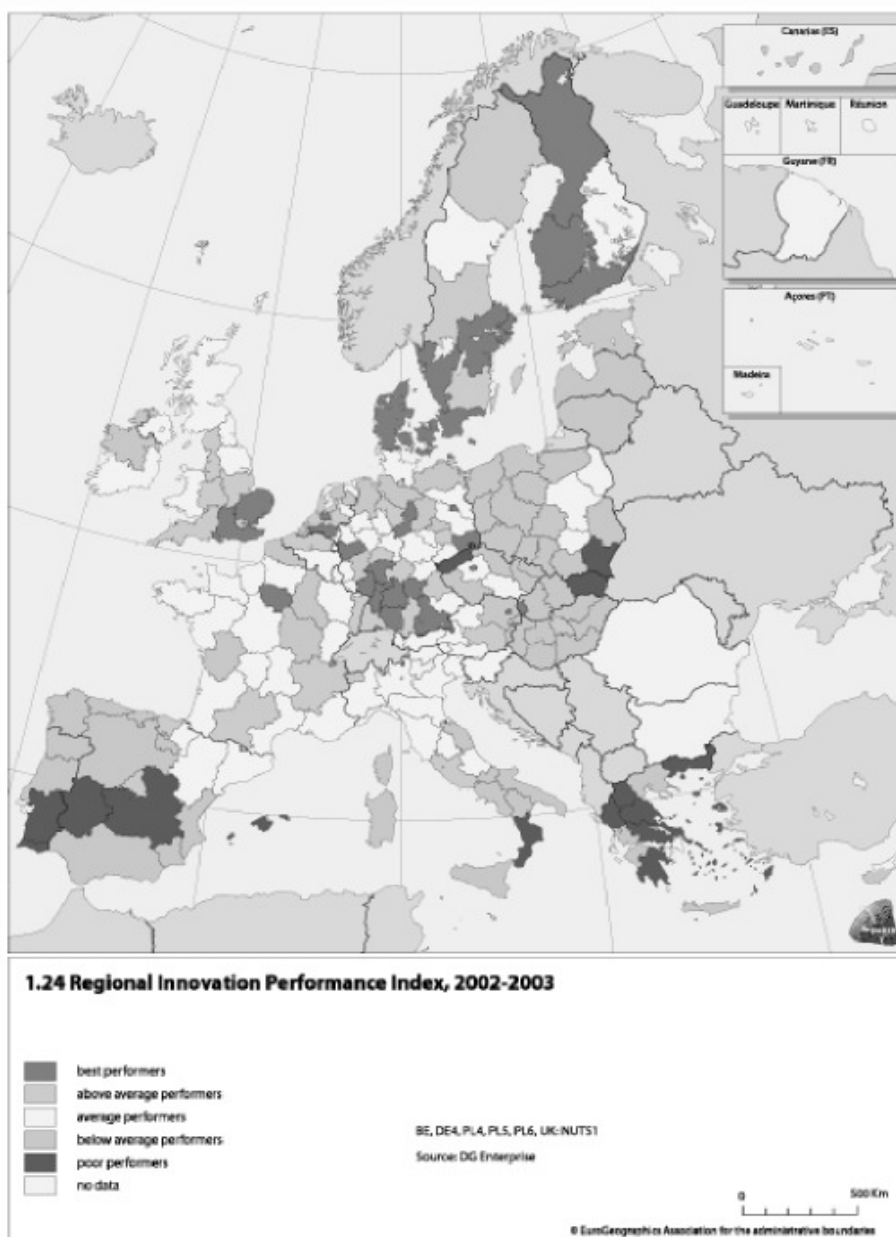 Canarias (ES)
Guadeloupe Martinique Réunion
Guyane (FR)
Açores (PT)
Madeira
1.24 Regional Innovation Performance Index, 2002-2003
best performers
above average performers
average performers
below average performers
poor performers
no data
BE, DE4, PL4, PL5, PL6, UK: NUTS1
Source: DG Enterprise
0 500 Km
© EuroGeographics Association for the administrative boundaries